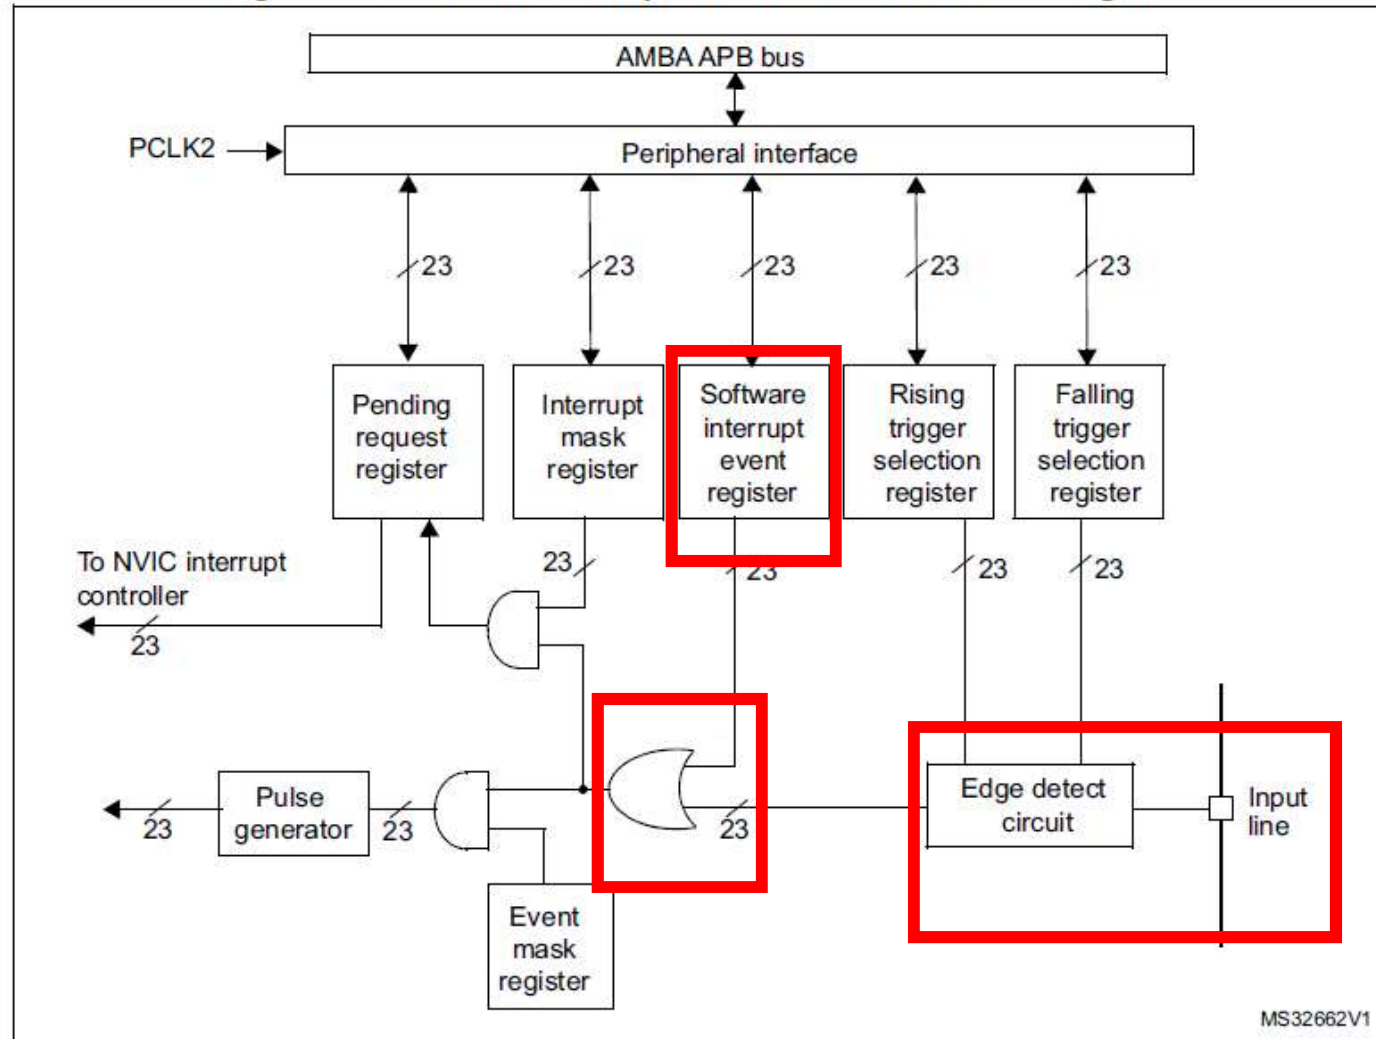 AMBA APB bus
PCLK2
Peripheral interface
23
23
23
23
23
Pending
request
register
Interrupt
mask
register
Software
interrupt
event
register
Rising
trigger
selection
register
Falling
trigger
selection
register
To NVIC interrupt
controller
23
23
23
23
23
Pulse
generator
23
23
23
Edge detect
circuit
Input
line
Event
mask
register
MS32662V1